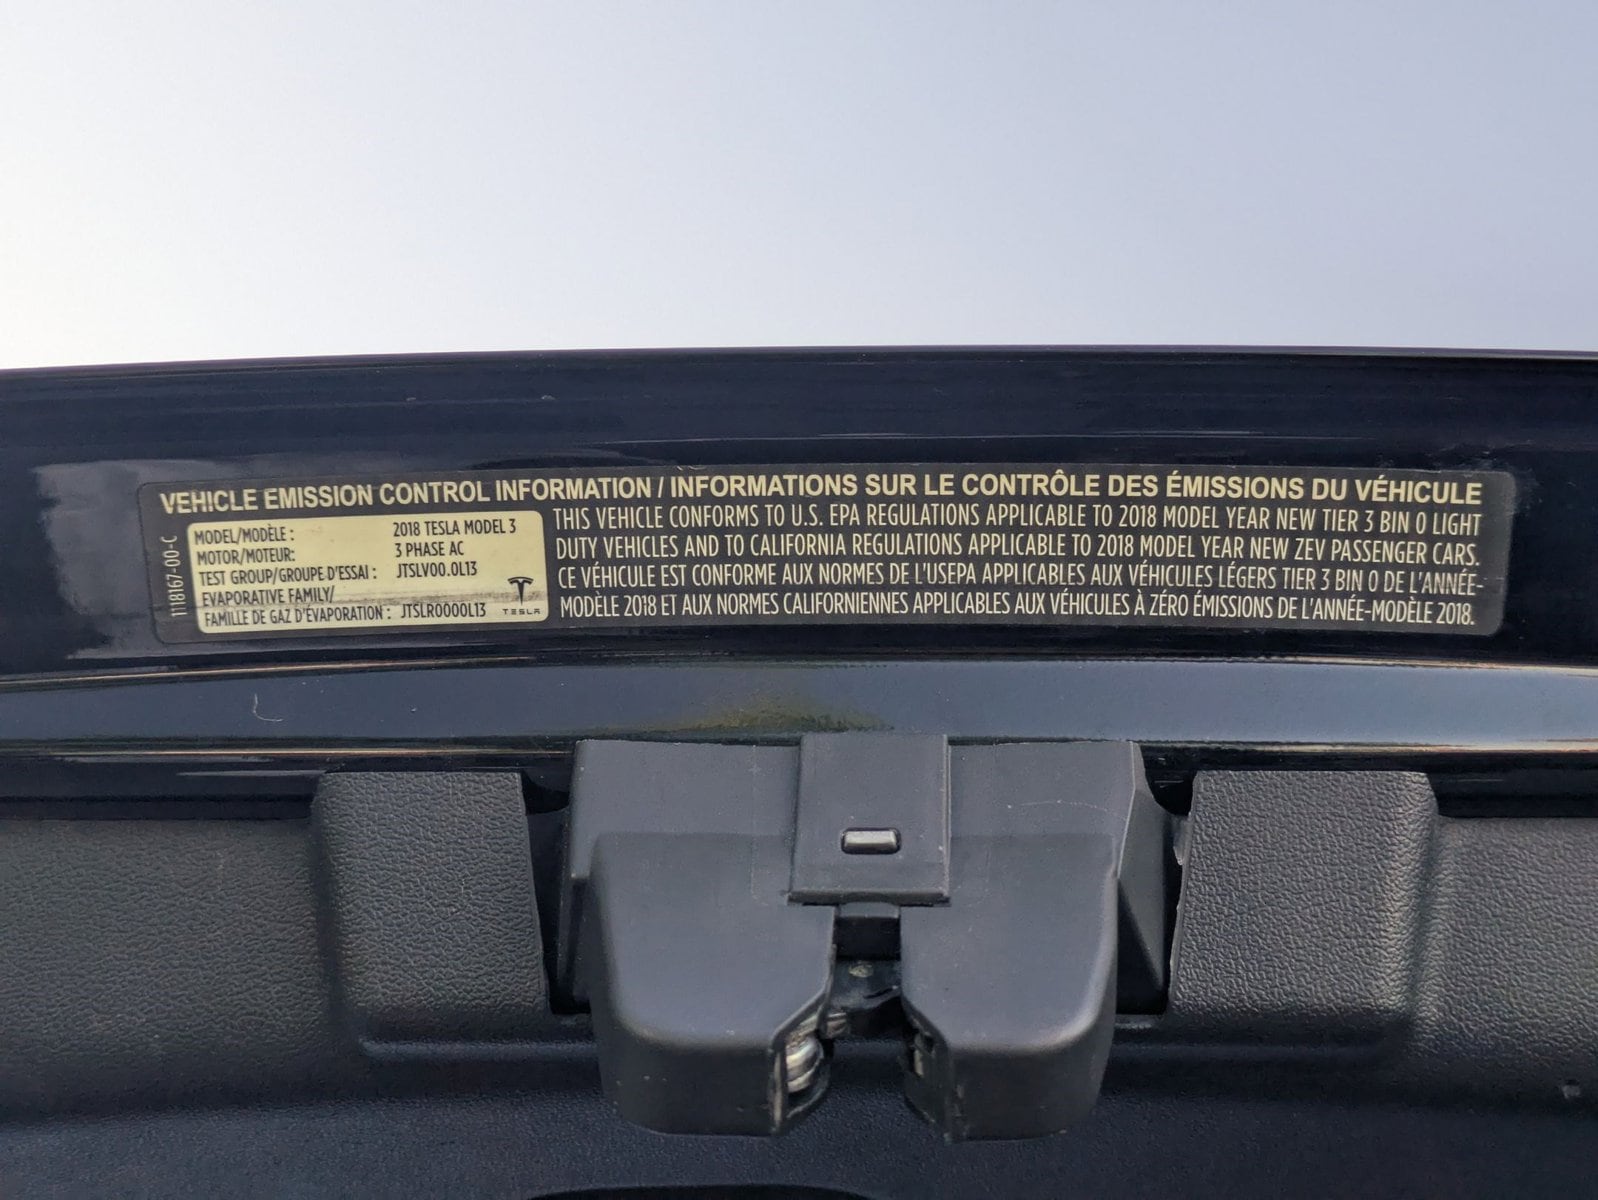 VEHICLE EMISSION CONTROL INFORMATION / INFORMATIONS SUR LE CONTRÔLE DES ÉMISSIONS DU VÉHICULE
1118167-00-C
MODEL/MODÈLE : 2018 TESLA MODEL 3
MOTOR/MOTEUR: 3 PHASE AC
TEST GROUP/GROUPE D'ESSAI : JTSLV00.0L13
EVAPORATIVE FAMILY/
FAMILLE DE GAZ D'ÉVAPORATION : JTSLR0000L13
TESLA
THIS VEHICLE CONFORMS TO U.S. EPA REGULATIONS APPLICABLE TO 2018 MODEL YEAR NEW TIER 3 BIN 0 LIGHT
DUTY VEHICLES AND TO CALIFORNIA REGULATIONS APPLICABLE TO 2018 MODEL YEAR NEW ZEV PASSENGER CARS.
CE VÉHICULE EST CONFORME AUX NORMES DE L'USEPA APPLICABLES AUX VÉHICULES LÉGERS TIER 3 BIN 0 DE L'ANNÉE-
MODÈLE 2018 ET AUX NORMES CALIFORNIENNES APPLICABLES AUX VÉHICULES À ZÉRO ÉMISSIONS DE L'ANNÉE-MODÈLE 2018.